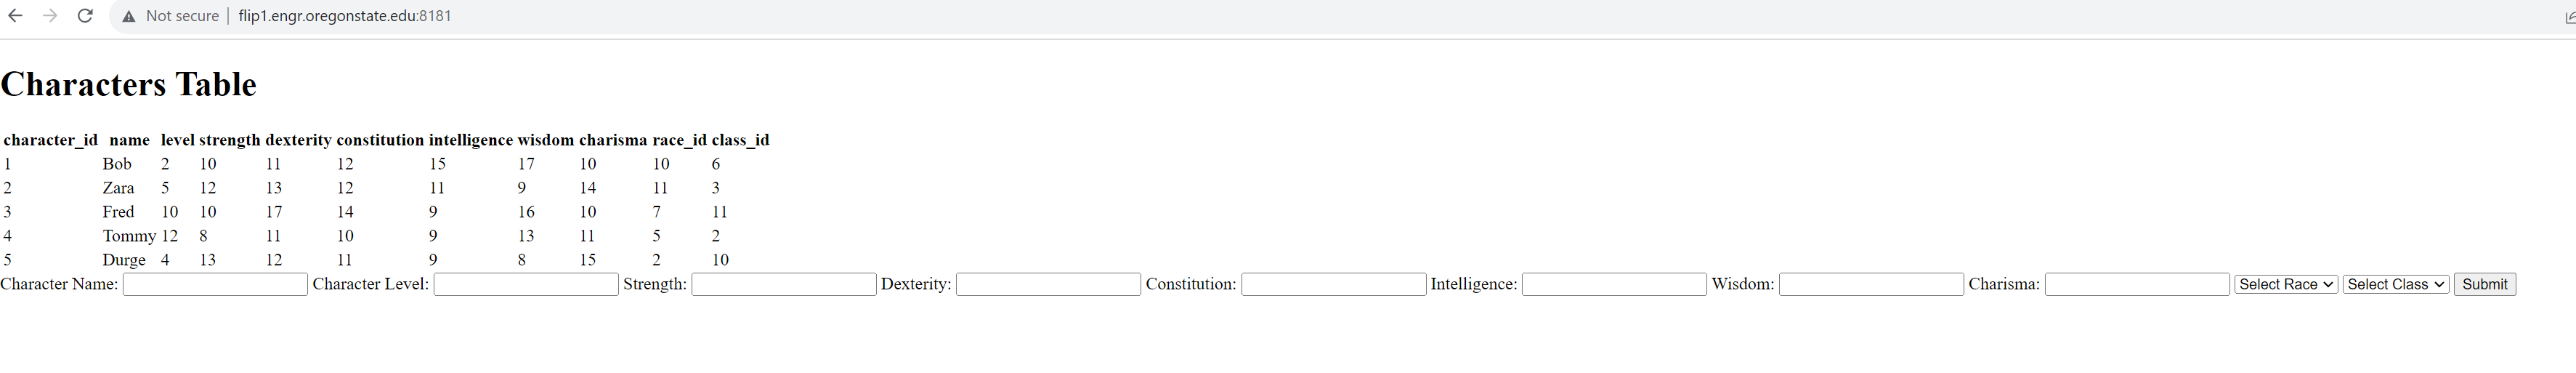 Not secure | flip1.engr.oregonstate.edu:8181
Characters Table
character_id name level strength dexterity constitution intelligence wisdom charisma race_id class_id
1 Bob 2 10 11 12 15 17 10 10 6
2 Zara 5 12 13 12 11 9 14 11 3
3 Fred 10 10 17 14 9 16 10 7 11
4 Tommy 12 8 11 10 9 13 11 5 2
5 Durge 4 13 12 11 9 8 15 2 10
Character Name: Character Level: Strength: Dexterity: Constitution: Intelligence: Wisdom: Charisma: Select Race Select Class Submit